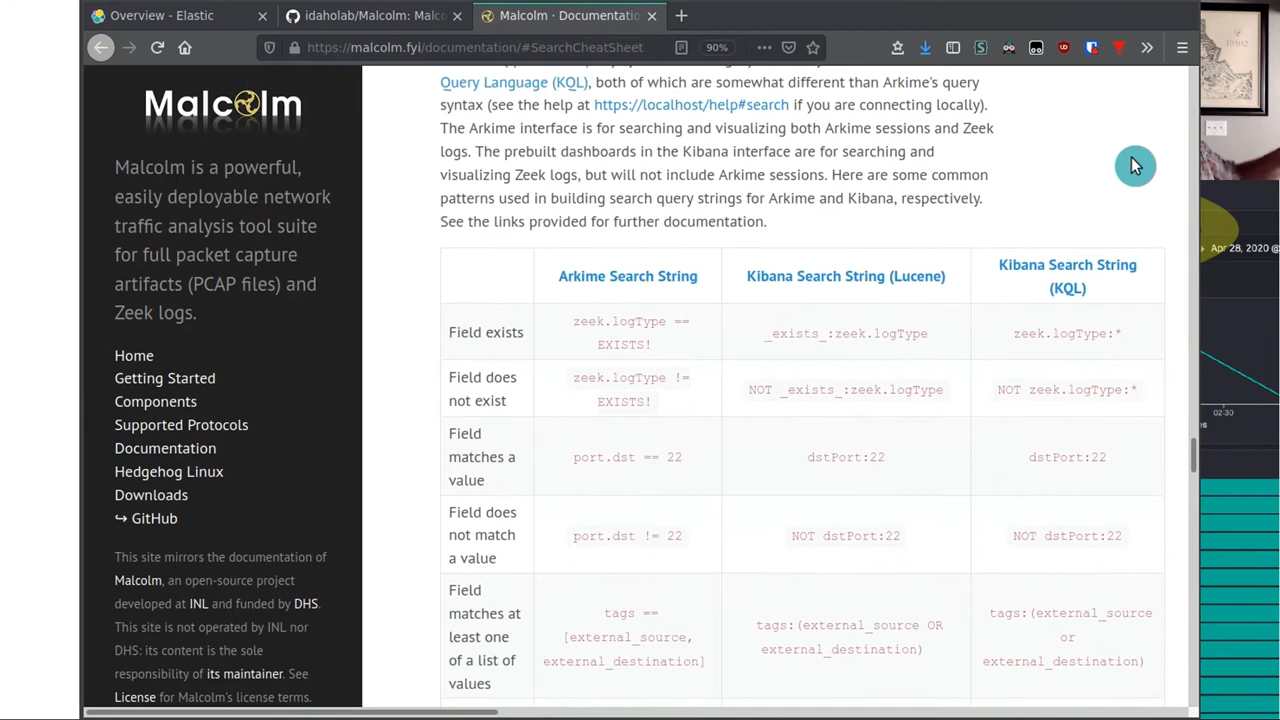 Overview - Elastic
idaholab/Malcolm: Malc
Malcolm · Documentatio
https://malcolm.fyi/documentation/#SearchCheatSheet
90%
Malcolm
Malcolm is a powerful,
easily deployable network
traffic analysis tool suite
for full packet capture
artifacts (PCAP files) and
Zeek logs.
Home
Getting Started
Components
Supported Protocols
Documentation
Hedgehog Linux
Downloads
↪ GitHub
This site mirrors the documentation of
Malcolm, an open-source project
developed at INL and funded by DHS.
This site is not operated by INL nor
DHS: its content is the sole
responsibility of its maintainer. See
License for Malcolm's license terms.
Query Language (KQL), both of which are somewhat different than Arkime's query
syntax (see the help at https://localhost/help#search if you are connecting locally).
The Arkime interface is for searching and visualizing both Arkime sessions and Zeek
logs. The prebuilt dashboards in the Kibana interface are for searching and
visualizing Zeek logs, but will not include Arkime sessions. Here are some common
patterns used in building search query strings for Arkime and Kibana, respectively.
See the links provided for further documentation.
Arkime Search String
Kibana Search String (Lucene)
Kibana Search String
(KQL)
Field exists
zeek.logType ==
EXISTS!
_exists_:zeek.logType
zeek.logType:*
Field does
not exist
zeek.logType !=
EXISTS!
NOT _exists_:zeek.logType
NOT zeek.logType:*
Field
matches a
value
port.dst == 22
dstPort:22
dstPort:22
Field does
not match
a value
port.dst != 22
NOT dstPort:22
NOT dstPort:22
Field
matches at
least one
of a list of
values
tags ==
[external_source,
external_destination]
tags:(external_source OR
external_destination)
tags:(external_source
or
external_destination)
Apr 28, 2020 @
02:30